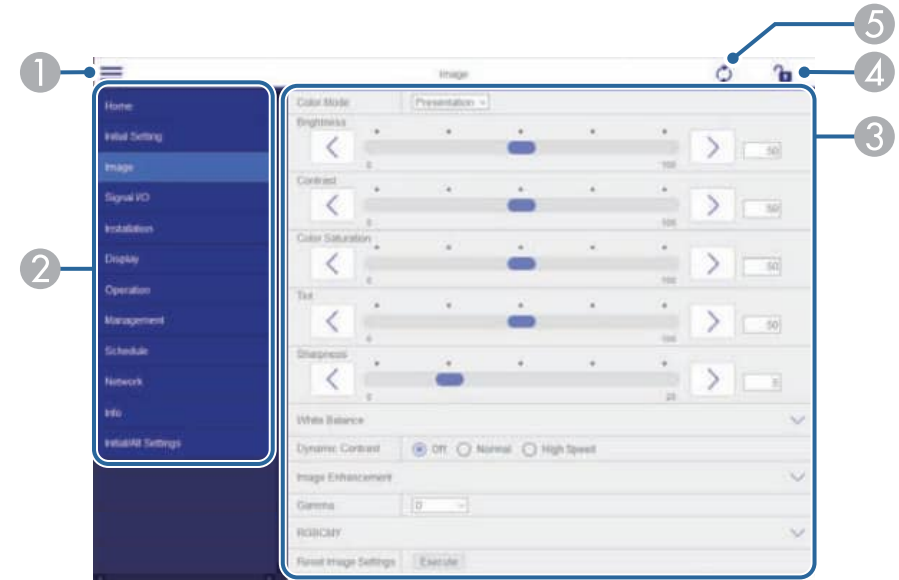 5
1
Image
4
Home
Initial Setting
Image
Signal I/O
Installation
Display
Operation
Management
Schedule
Network
Info
Initial/All Settings
2
Color Mode Presentation
Brightness
0 100 50
Contrast
0 100 50
Color Saturation
0 100 50
Tint
0 100 50
Sharpness
0 20 5
White Balance
Dynamic Contrast Off Normal High Speed
Image Enhancement
Gamma 0
RGBCMY
Reset Image Settings Execute
3